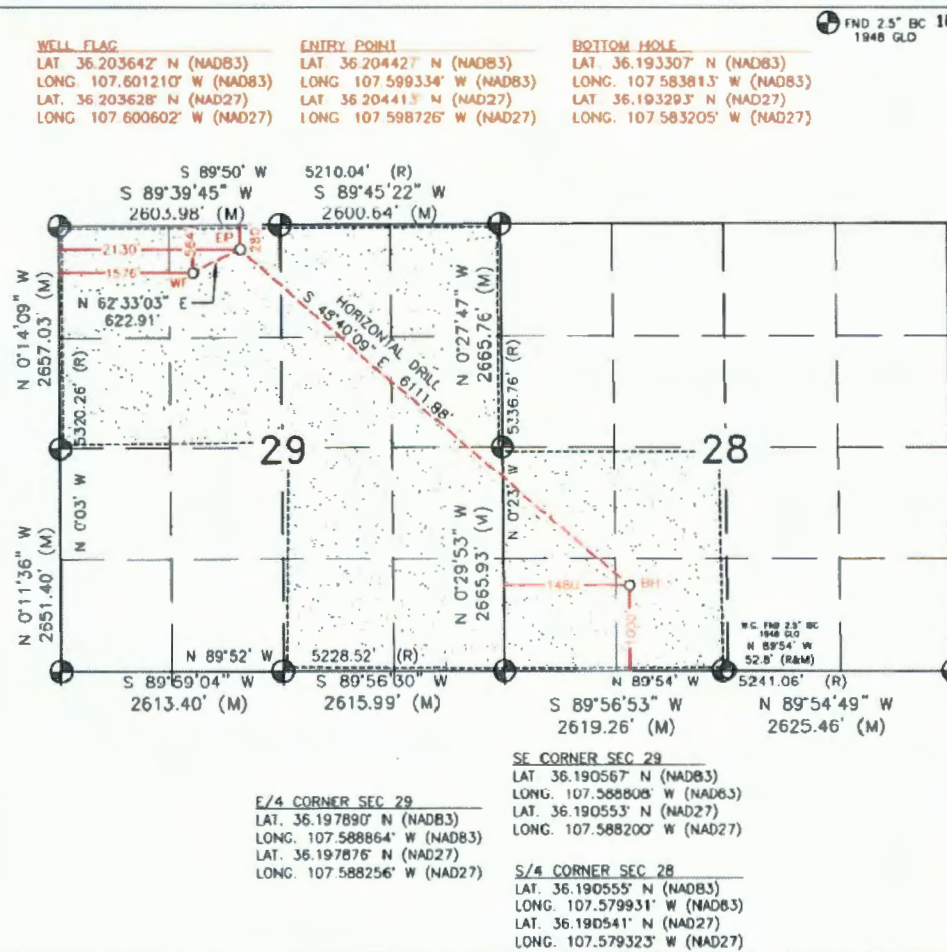 FND 2.5" BC
1948 GLO
WELL FLAG
LAT 36.203642° N (NAD83)
LONG 107.601210° W (NAD83)
LAT. 36.203628° N (NAD27)
LONG 107.600602° W (NAD27)
ENTRY POINT
LAT 36.204427° N (NAD83)
LONG 107.599334° W (NAD83)
LAT 36.204413° N (NAD27)
LONG 107 598726° W (NAD27)
BOTTOM HOLE
LAT 36.193307° N (NAD83)
LONG 107 583813° W (NAD83)
LAT 36.193293° N (NAD27)
LONG. 107 583205° W (NAD27)
S 89°50' W 5210.04' (R)
S 89°39'45" W
2603.98' (M)
S 89°45'22" W
2600.64' (M)
2130'
564'
EP
280'
1576'
WF
N 62°33'03" E
622.91'
HORIZONTAL DRILL
S 48°40'09" E 6111.88'
N 0°14'09" W
2657.03' (M)
5320.26' (R)
N 0°03' W
N 0°11'36" W
2651.40' (M)
N 0°27'47" W
2665.76' (M)
5336.76' (R)
N 0°23' W
N 0°29'53" W
2665.93' (M)
29
28
1480'
BH
1000'
W.C. FND 2.5" BC
1948 GLO
N 89°54' W
52.8' (R&M)
N 89°52' W 5228.52' (R)
S 89°69'04" W
2613.40' (M)
S 89°56'30" W
2615.99' (M)
N 89°54' W 5241.06' (R)
S 89°56'53" W
2619.26' (M)
N 89°54'49" W
2625.46' (M)
E/4 CORNER SEC 29
LAT. 36.197890° N (NAD83)
LONG. 107.588864° W (NAD83)
LAT. 36.197876° N (NAD27)
LONG. 107.588256° W (NAD27)
SE CORNER SEC 29
LAT 36.190567° N (NAD83)
LONG. 107.588808° W (NAD83)
LAT. 36.190553° N (NAD27)
LONG. 107.588200° W (NAD27)
S/4 CORNER SEC 28
LAT. 36.190555° N (NAD83)
LONG. 107.579931° W (NAD83)
LAT. 36.190541° N (NAD27)
LONG. 107.579323° W (NAD27)